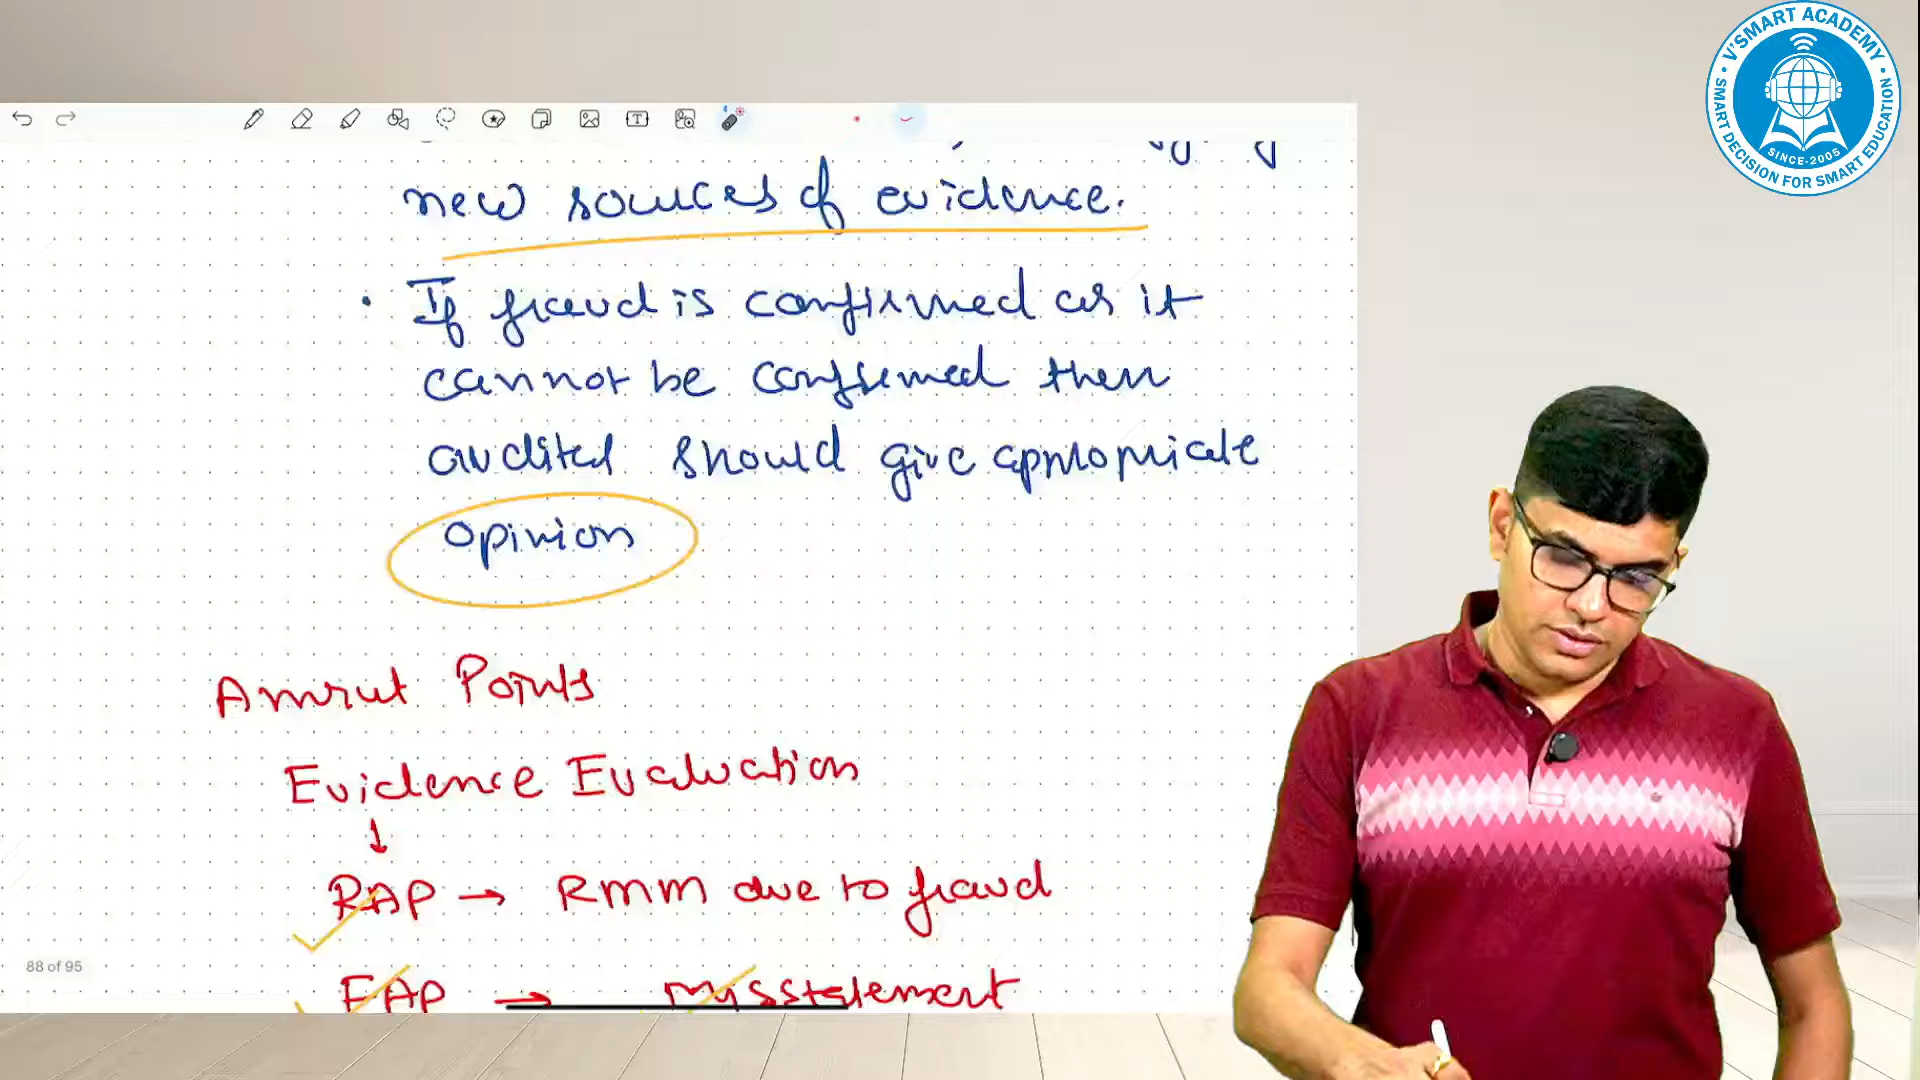 V'SMART ACADEMY
SMART DECISION FOR SMART EDUCATION
SINCE-2005
new sources of evidence.
• If fraud is confirmed or it
cannot be confirmed then
auditor should give appropriate
opinion
Amrut Points
Evidence Evaluation
↓
RAP → RMM due to fraud
FAP → Misstatement
88 of 95